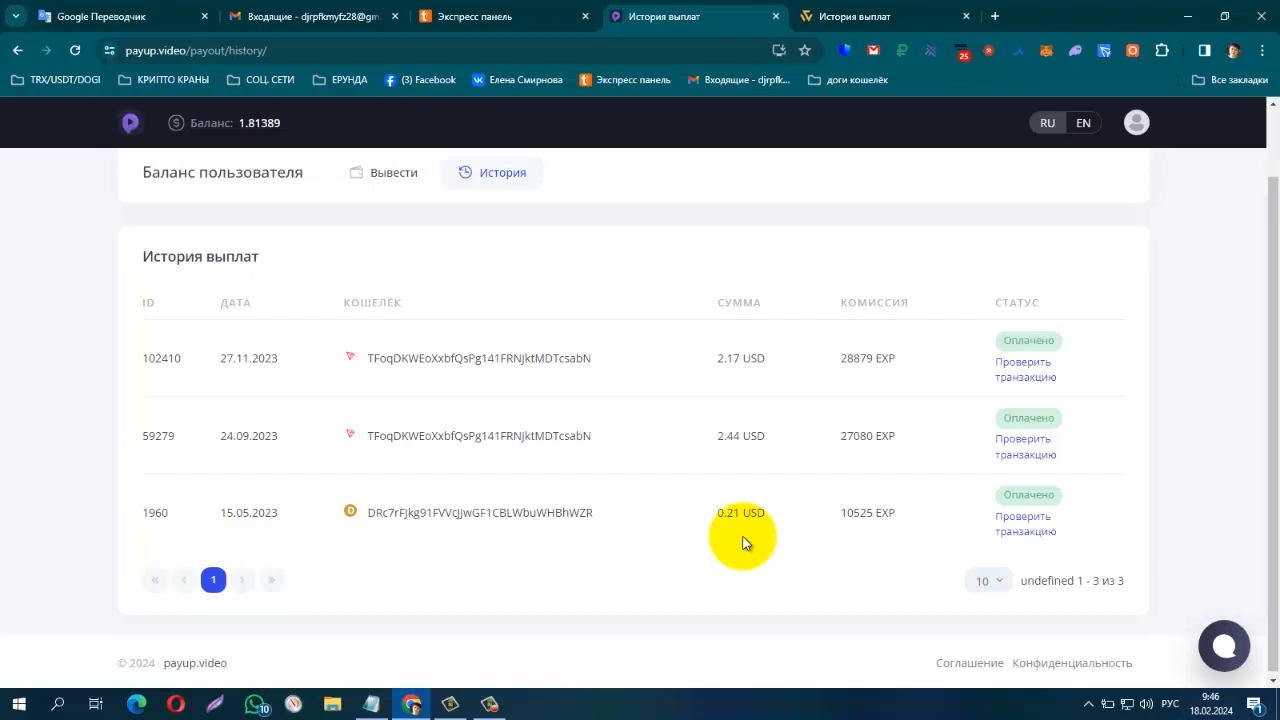 Google Переводчик
Входящие - djrpfkmyfz28@gm
Экспресс панель
История выплат
История выплат
payup.video/payout/history/
25
TRX/USDT/DOGI
КРИПТО КРАНЫ
СОЦ. СЕТИ
ЕРУНДА
(3) Facebook
Елена Смирнова
Экспресс панель
Входящие - djrpfk...
доги кошелёк
Все закладки
Баланс: 1.81389
RU EN
Баланс пользователя
Вывести
История
История выплат
ID ДАТА КОШЕЛЁК СУММА КОМИССИЯ СТАТУС
102410 27.11.2023 TFoqDKWEoXxbfQsPg141FRNJktMDTcsabN 2.17 USD 28879 EXP Оплачено
Проверить
транзакцию
59279 24.09.2023 TFoqDKWEoXxbfQsPg141FRNJktMDTcsabN 2.44 USD 27080 EXP Оплачено
Проверить
транзакцию
1960 15.05.2023 DRc7rFJkg91FVVcjJwGF1CBLWbuWHBhWZR 0.21 USD 10525 EXP Оплачено
Проверить
транзакцию
« ‹ 1 › »
10 undefined 1 - 3 из 3
© 2024 payup.video
Соглашение Конфиденциальность
10
РУС
9:46
18.02.2024
1